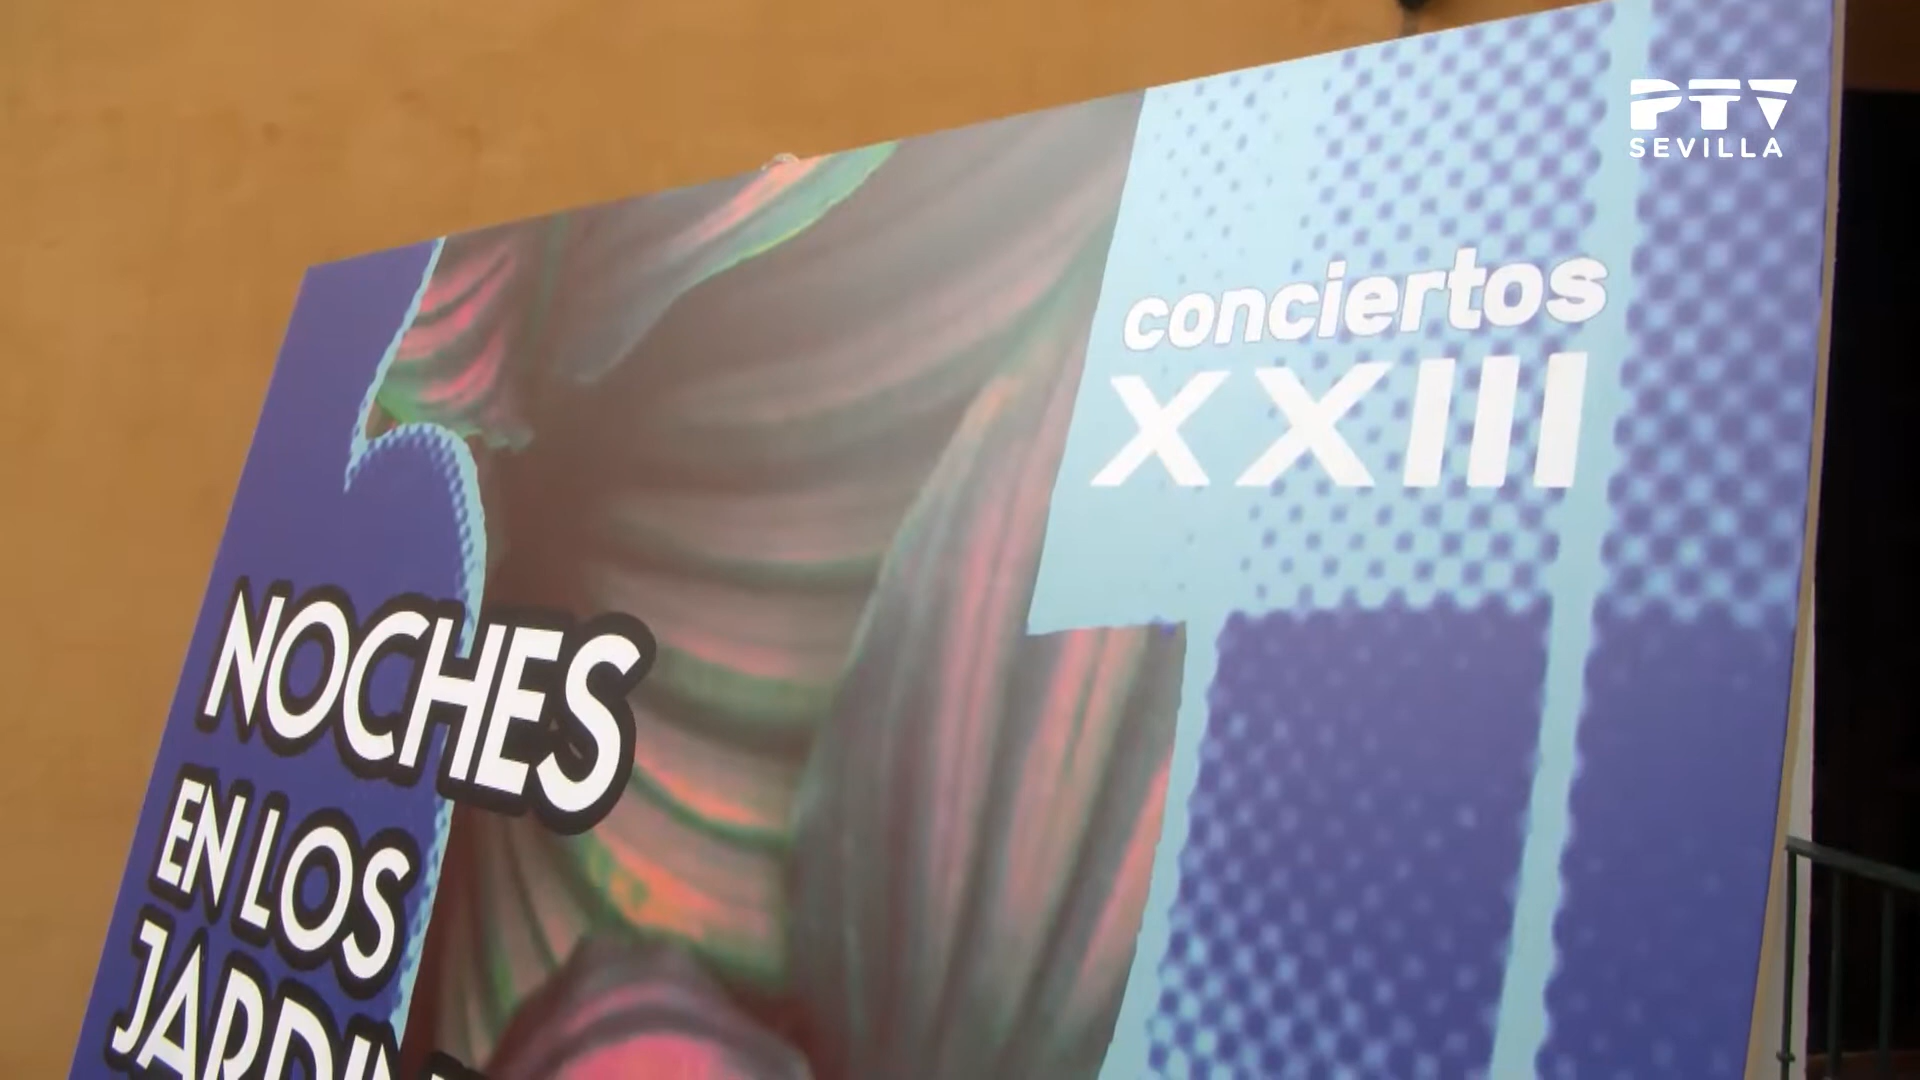 PTV
SEVILLA
conciertos
XXIII
NOCHES
EN LOS